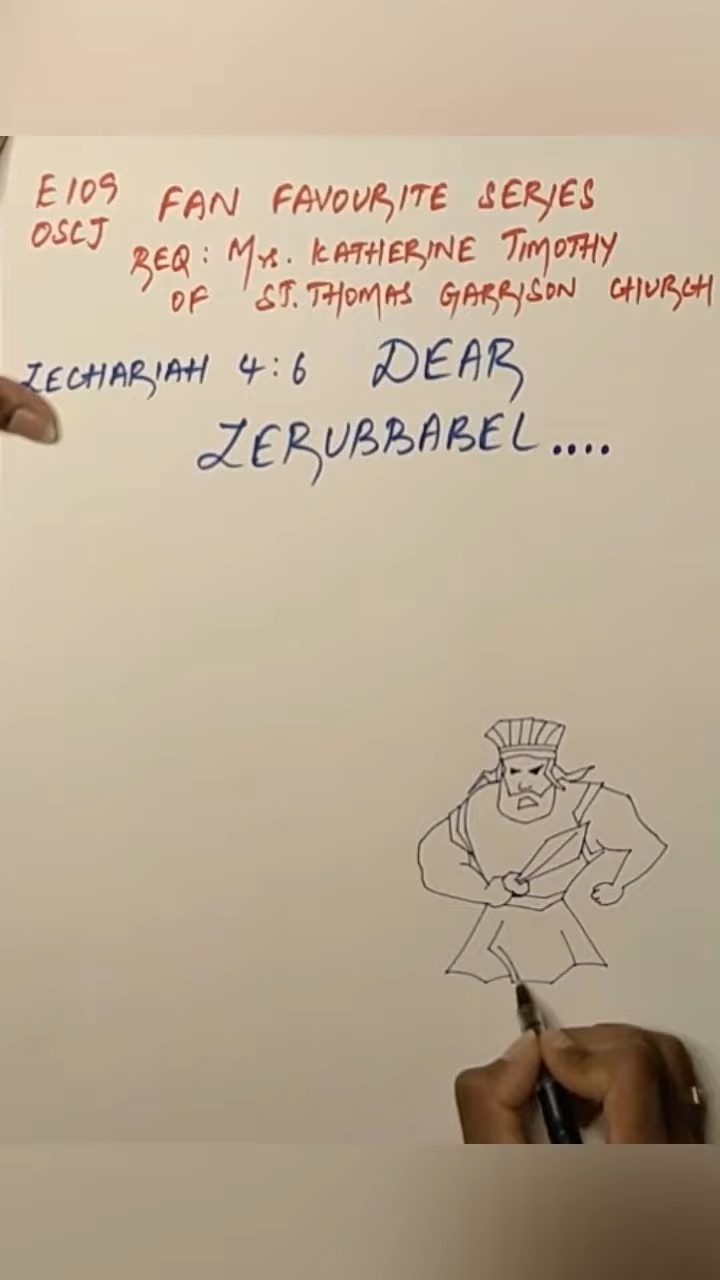 E109 FAN FAVOURITE SERIES
OSCJ
REQ: Mrs. KATHERINE TIMOTHY
OF ST. THOMAS GARRISON CHURCH
ZECHARIAH 4:6 DEAR
ZERUBBABEL....